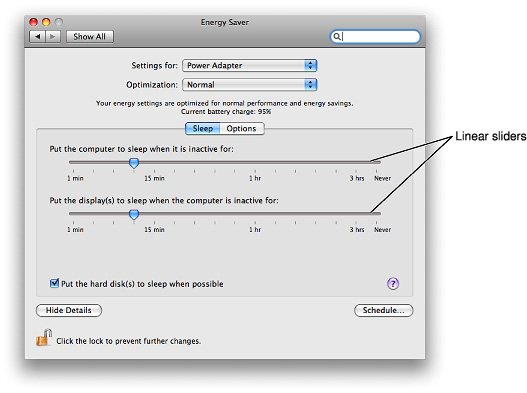 Energy Saver
Show All
Settings for: Power Adapter
Optimization: Normal
Your energy settings are optimized for normal performance and energy savings.
Current battery charge: 95%
Sleep Options
Put the computer to sleep when it is inactive for:
1 min 15 min 1 hr 3 hrs Never
Linear sliders
Put the display(s) to sleep when the computer is inactive for:
1 min 15 min 1 hr 3 hrs Never
Put the hard disk(s) to sleep when possible ?
Hide Details Schedule...
Click the lock to prevent further changes.